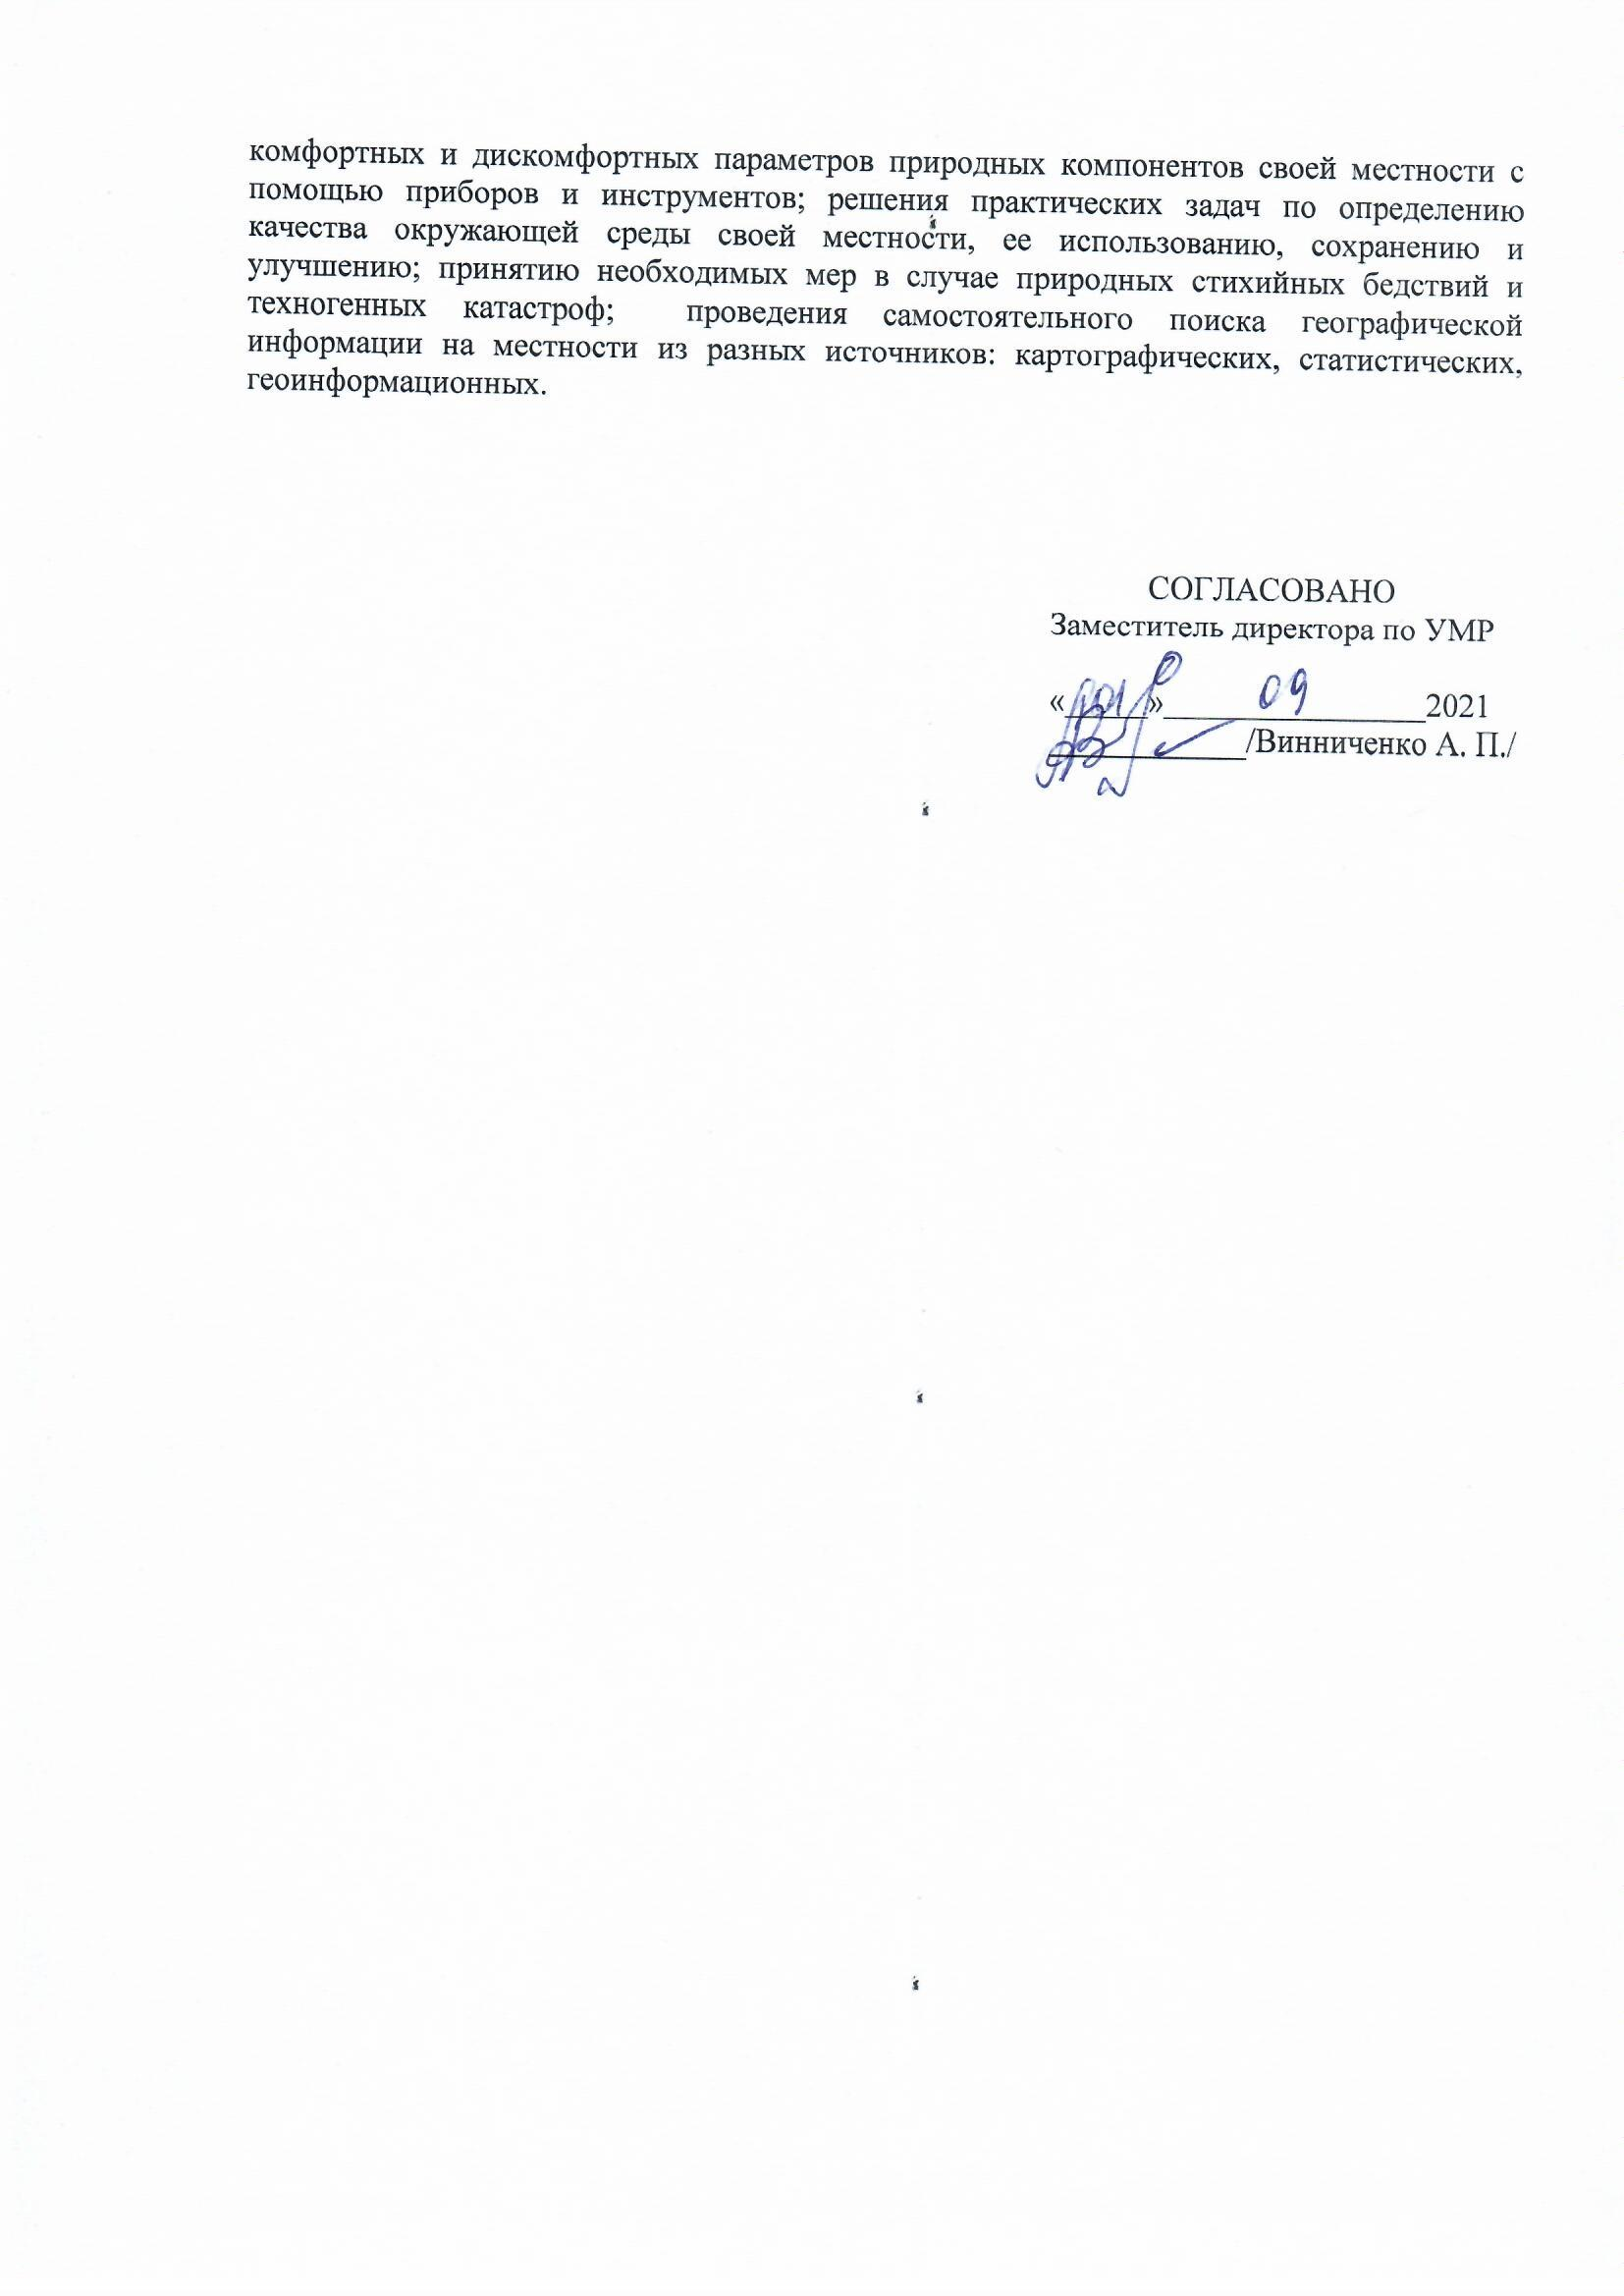 комфортных и дискомфортных параметров природных компонентов своей местности с
помощью приборов и инструментов; решения практических задач по определению
качества окружающей среды своей местности, ее использованию, сохранению и
улучшению; принятию необходимых мер в случае природных стихийных бедствий и
техногенных катастроф; проведения самостоятельного поиска географической
информации на местности из разных источников: картографических, статистических,
геоинформационных.
СОГЛАСОВАНО
Заместитель директора по УМР
«01» 09 2021
/Винниченко А. П./